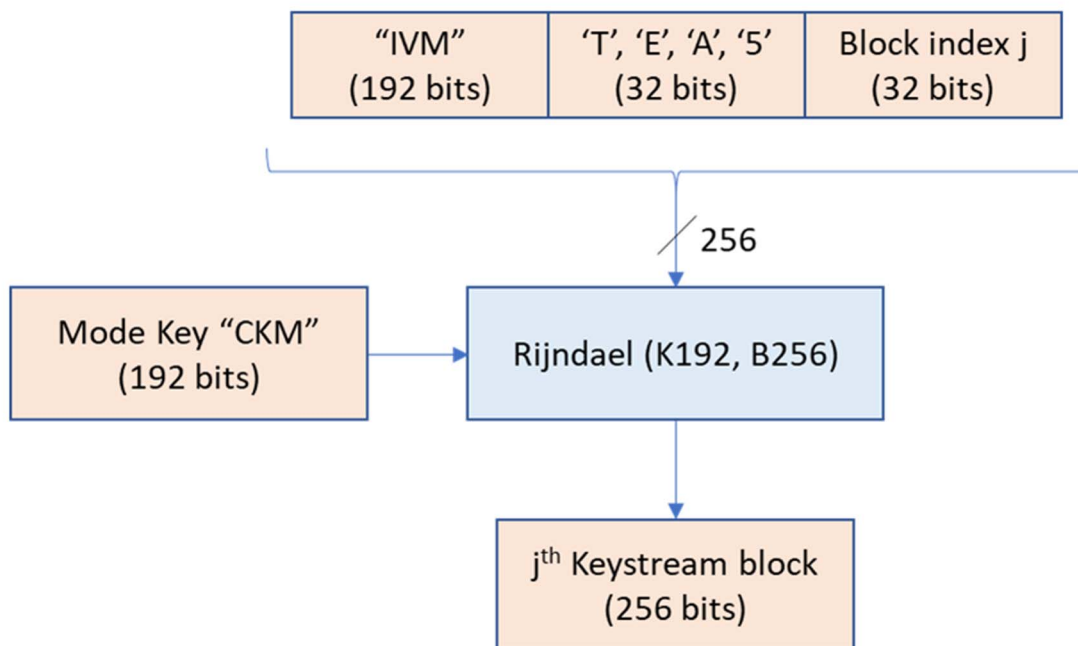 “IVM”
(192 bits)
‘T’, ‘E’, ‘A’, ‘5’
(32 bits)
Block index j
(32 bits)
256
Mode Key “CKM”
(192 bits)
Rijndael (K192, B256)
jth Keystream block
(256 bits)